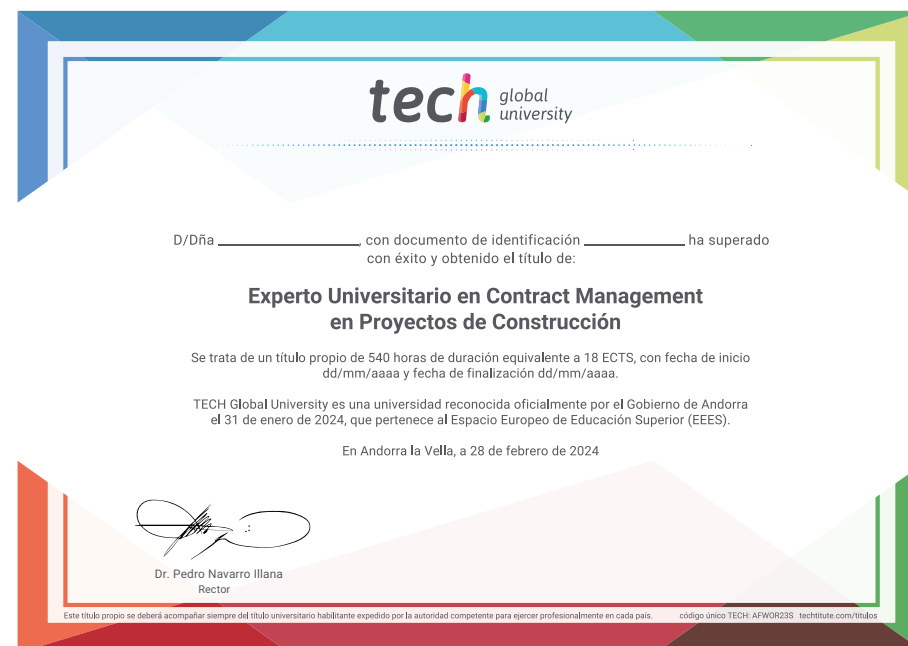 tech global university
D/Dña ____________________, con documento de identificación ______________ ha superado
con éxito y obtenido el título de:
Experto Universitario en Contract Management
en Proyectos de Construcción
Se trata de un título propio de 540 horas de duración equivalente a 18 ECTS, con fecha de inicio
dd/mm/aaaa y fecha de finalización dd/mm/aaaa.
TECH Global University es una universidad reconocida oficialmente por el Gobierno de Andorra
el 31 de enero de 2024, que pertenece al Espacio Europeo de Educación Superior (EEES).
En Andorra la Vella, a 28 de febrero de 2024
Dr. Pedro Navarro Illana
Rector
Este título propio se deberá acompañar siempre del título universitario habilitante expedido por la autoridad competente para ejercer profesionalmente en cada país. código único TECH: AFWOR23S techtitute.com/titulos